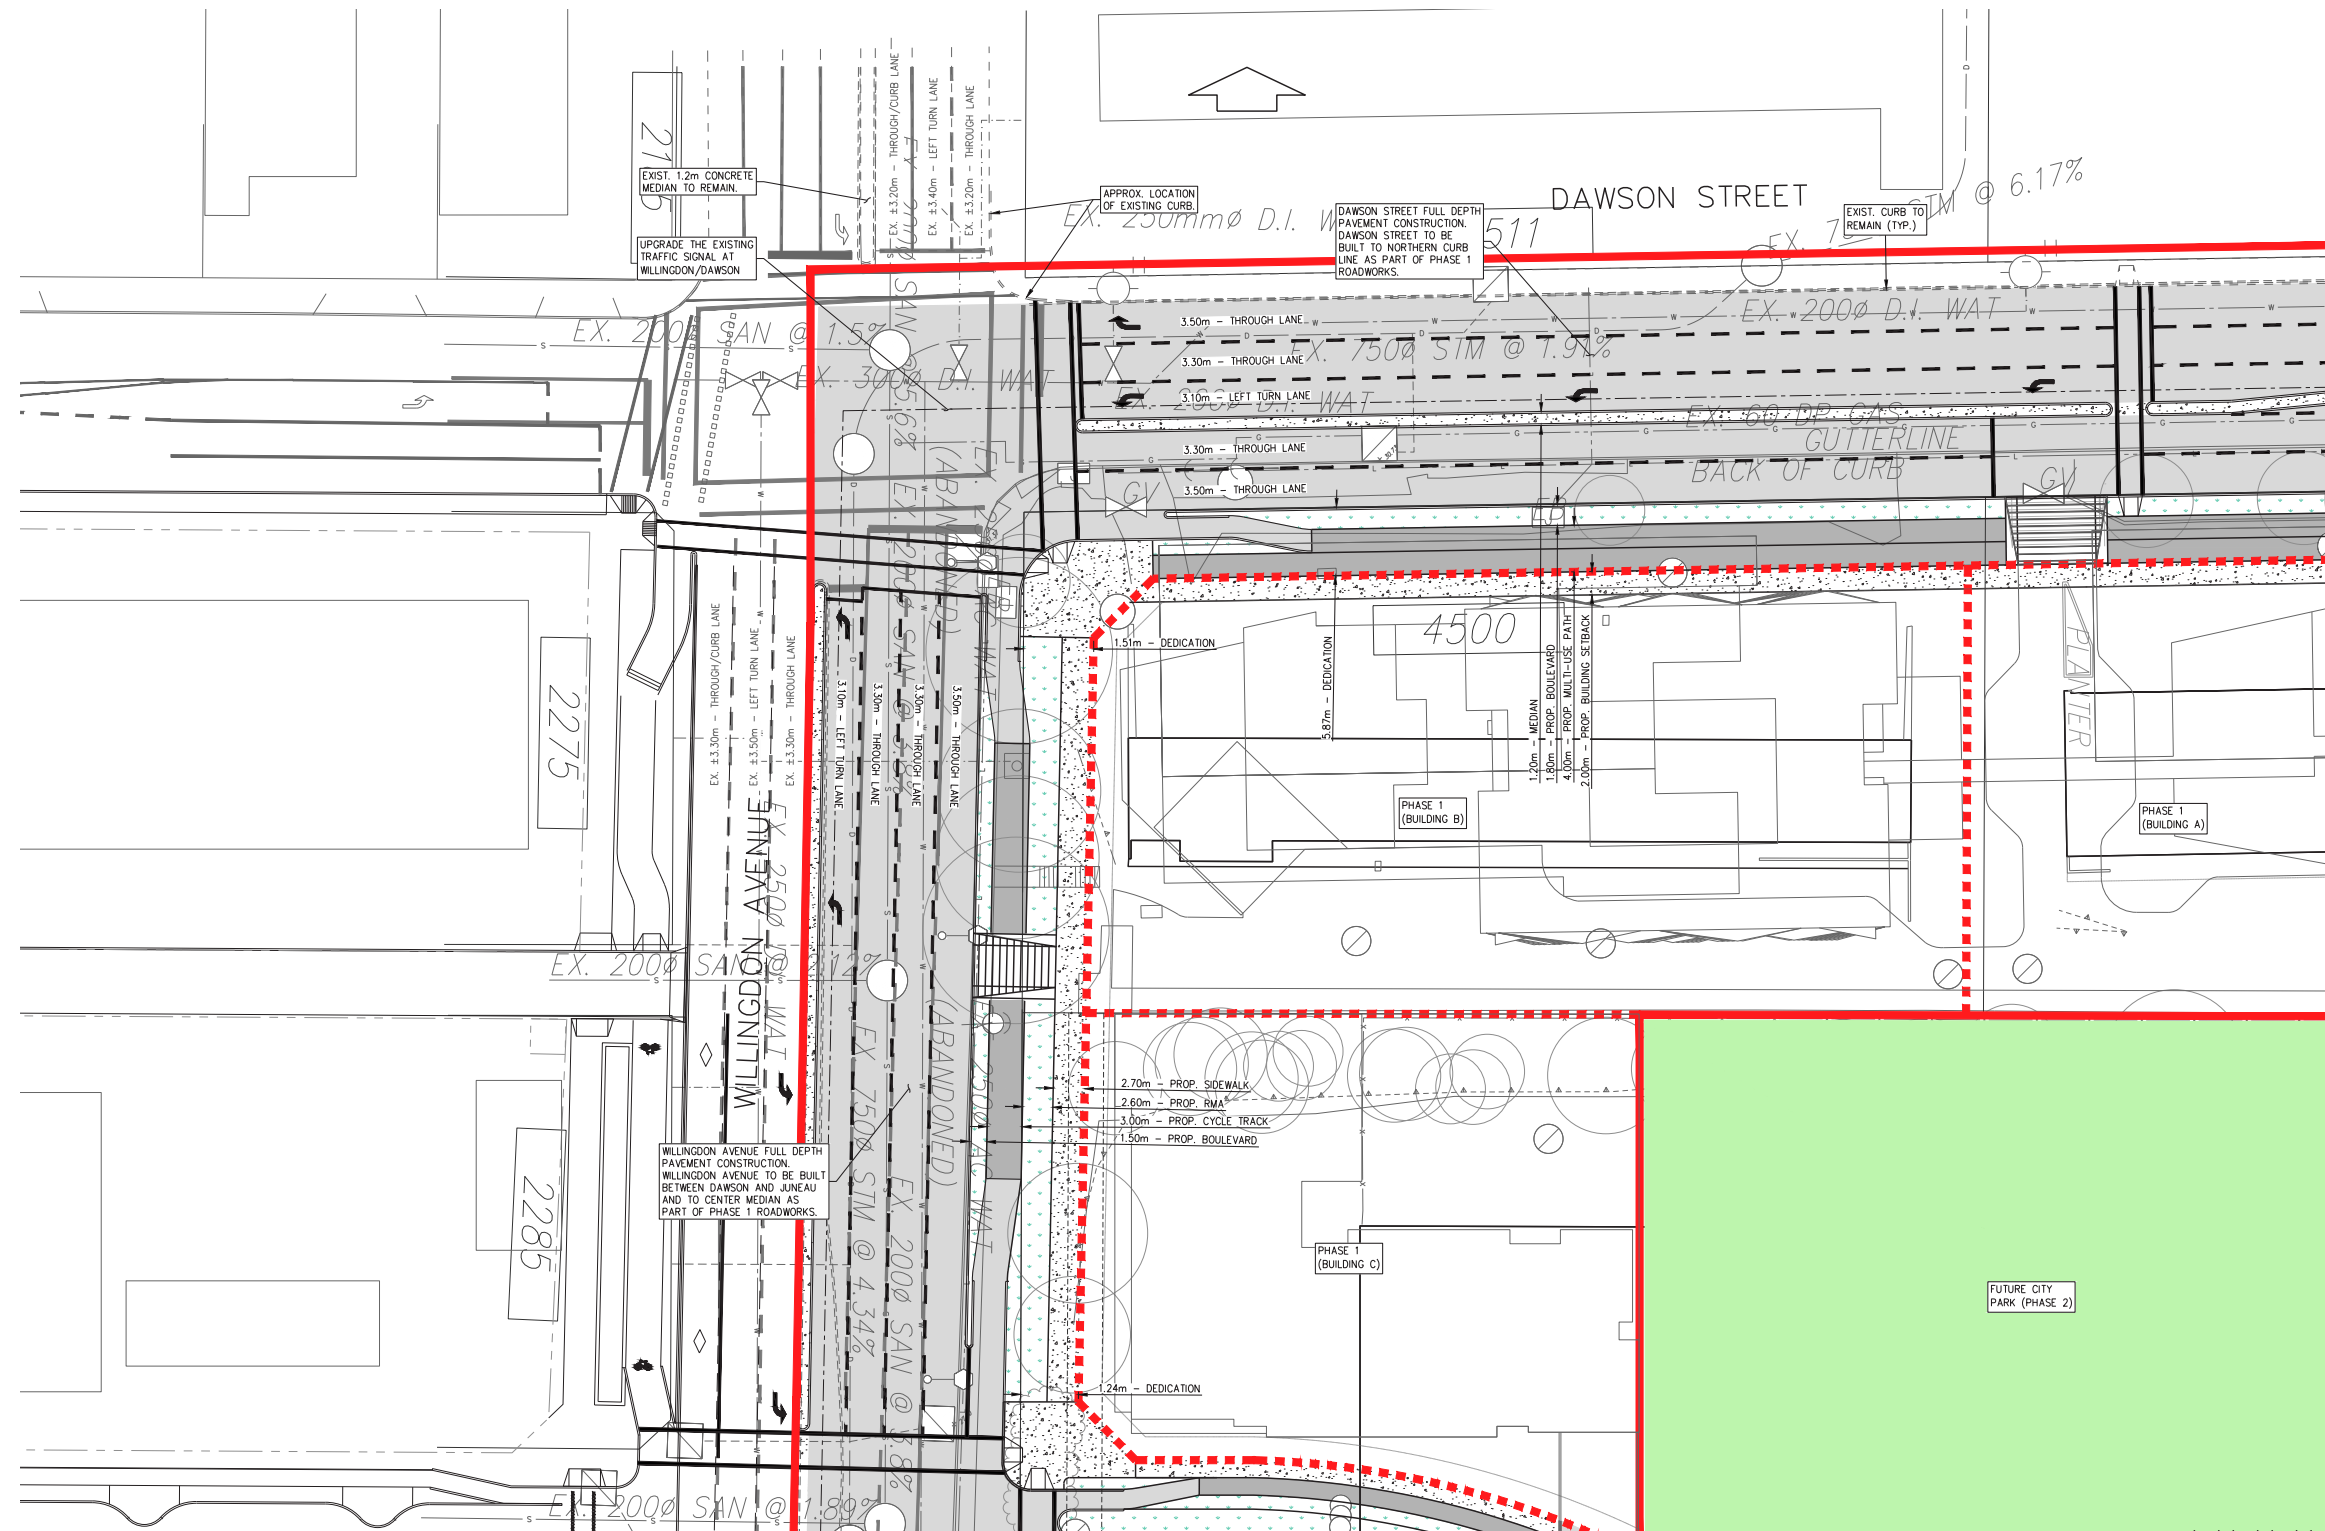 EX. ±3.20m - THROUGH/CURB LANE
EX. ±3.40m - LEFT TURN LANE
EX. ±3.20m - THROUGH LANE
EXIST. 1.2m CONCRETE
MEDIAN TO REMAIN.
APPROX. LOCATION
OF EXISTING CURB.
UPGRADE THE EXISTING
TRAFFIC SIGNAL AT
WILLINGDON/DAWSON
DAWSON STREET FULL DEPTH
PAVEMENT CONSTRUCTION.
DAWSON STREET TO BE
BUILT TO NORTHERN CURB
LINE AS PART OF PHASE 1
ROADWORKS.
DAWSON STREET
EXIST. CURB TO
REMAIN (TYP.)
EX. 250mmø D.I.
511
STM @ 6.17%
EX. 200ø SAN @ 1.5%
EX. 300ø D.I. WAT
EX. 200ø D.I. WAT
EX. 750ø STM @ 1.91%
EX. 200ø D.I. WAT
EX. 60 DP GAS
GUTTERLINE
BACK OF CURB
GV
GV
3.50m - THROUGH LANE
3.30m - THROUGH LANE
3.10m - LEFT TURN LANE
3.30m - THROUGH LANE
3.50m - THROUGH LANE
4500
1.51m - DEDICATION
5.87m - DEDICATION
1.20m - MEDIAN
1.80m - PROP. BOULEVARD
4.00m - PROP. MULTI-USE PATH
2.00m - PROP. BUILDING SETBACK
PLANTER
PHASE 1
(BUILDING B)
PHASE 1
(BUILDING A)
2275
EX. ±3.30m - THROUGH/CURB LANE
EX. ±3.50m - LEFT TURN LANE
EX. ±3.30m - THROUGH LANE
3.10m - LEFT TURN LANE
3.30m - THROUGH LANE
3.30m - THROUGH LANE
3.50m - THROUGH LANE
WILLINGDON AVENUE
EX. 250ø
WAT
(ABANDONED)
EX. 750ø STM @ 4.34%
EX. 200ø SAN @ 3.8%
2.70m - PROP. SIDEWALK
2.60m - PROP. RMA
3.00m - PROP. CYCLE TRACK
1.50m - PROP. BOULEVARD
WILLINGDON AVENUE FULL DEPTH
PAVEMENT CONSTRUCTION.
WILLINGDON AVENUE TO BE BUILT
BETWEEN DAWSON AND JUNEAU
AND TO CENTER MEDIAN AS
PART OF PHASE 1 ROADWORKS.
2285
PHASE 1
(BUILDING C)
FUTURE CITY
PARK (PHASE 2)
1.24m - DEDICATION
EX. 200ø SAN @ 1.89%